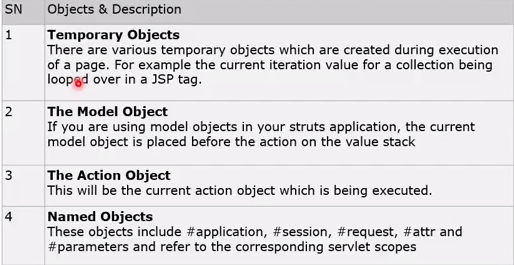 SN Objects & Description
1 Temporary Objects
There are various temporary objects which are created during execution
of a page. For example the current iteration value for a collection being
looped over in a JSP tag.
2 The Model Object
If you are using model objects in your struts application, the current
model object is placed before the action on the value stack
3 The Action Object
This will be the current action object which is being executed.
4 Named Objects
These objects include #application, #session, #request, #attr and
#parameters and refer to the corresponding servlet scopes